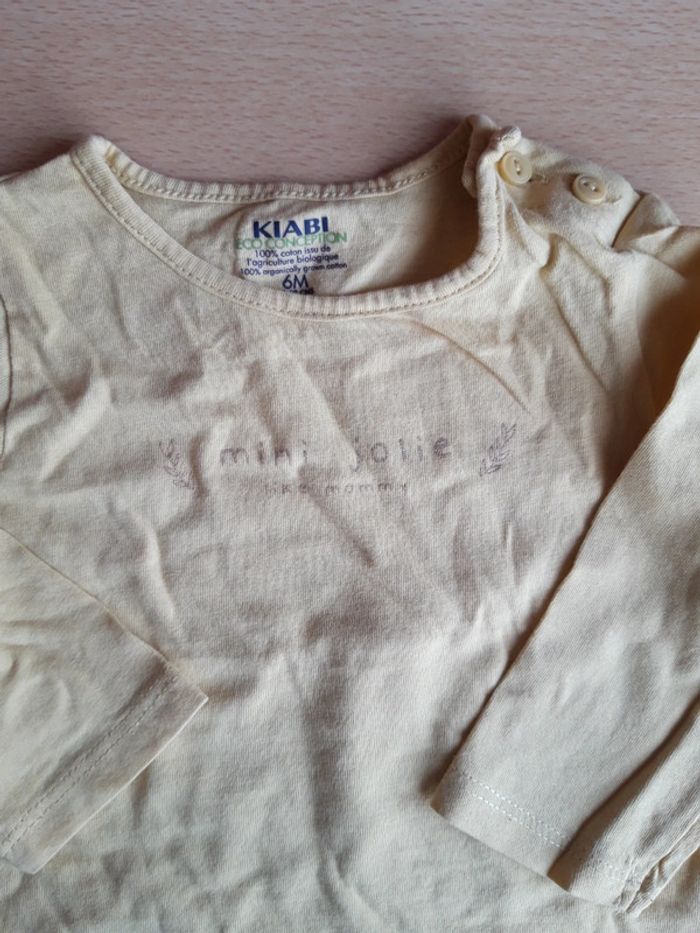 KIABI
ECO CONCEPTION
100% coton issu de
l'agriculture biologique
100% organically grown cotton
6M
mini jolie
like mommy